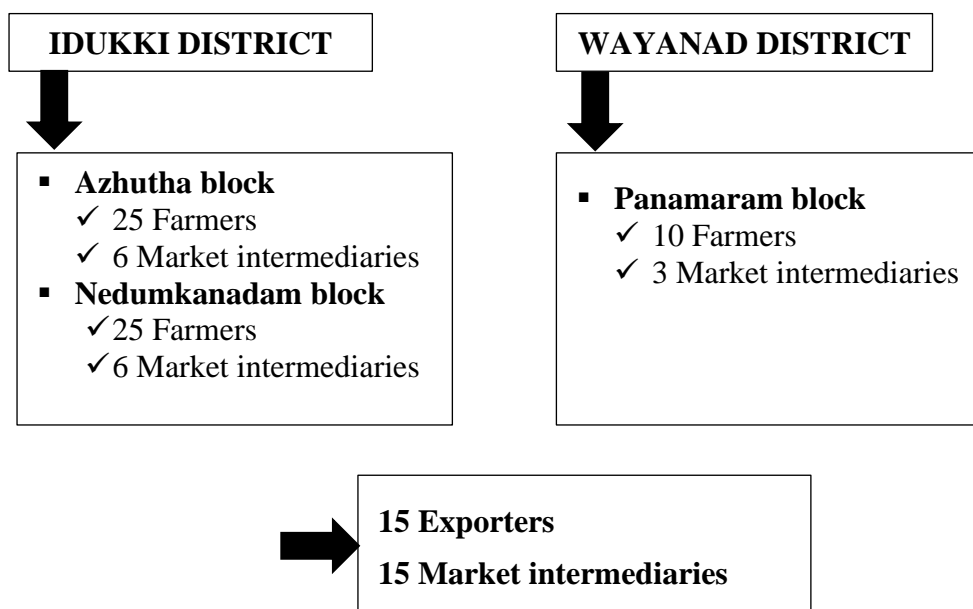 IDUKKI DISTRICT
▪ Azhutha block
✓ 25 Farmers
✓ 6 Market intermediaries
▪ Nedumkanadam block
✓ 25 Farmers
✓ 6 Market intermediaries
WAYANAD DISTRICT
▪ Panamaram block
✓ 10 Farmers
✓ 3 Market intermediaries
15 Exporters
15 Market intermediaries